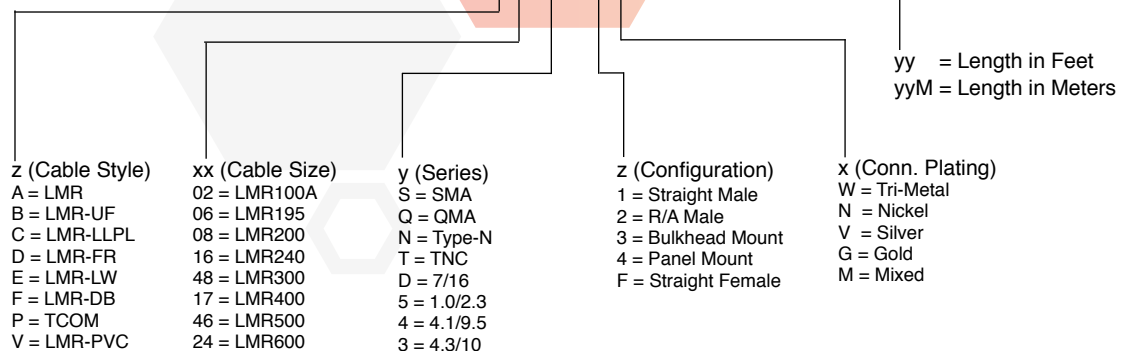 yy = Length in Feet
yyM = Length in Meters
z (Cable Style)
A = LMR
B = LMR-UF
C = LMR-LLPL
D = LMR-FR
E = LMR-LW
F = LMR-DB
P = TCOM
V = LMR-PVC
xx (Cable Size)
02 = LMR100A
06 = LMR195
08 = LMR200
16 = LMR240
48 = LMR300
17 = LMR400
46 = LMR500
24 = LMR600
y (Series)
S = SMA
Q = QMA
N = Type-N
T = TNC
D = 7/16
5 = 1.0/2.3
4 = 4.1/9.5
3 = 4.3/10
z (Configuration)
1 = Straight Male
2 = R/A Male
3 = Bulkhead Mount
4 = Panel Mount
F = Straight Female
x (Conn. Plating)
W = Tri-Metal
N = Nickel
V = Silver
G = Gold
M = Mixed